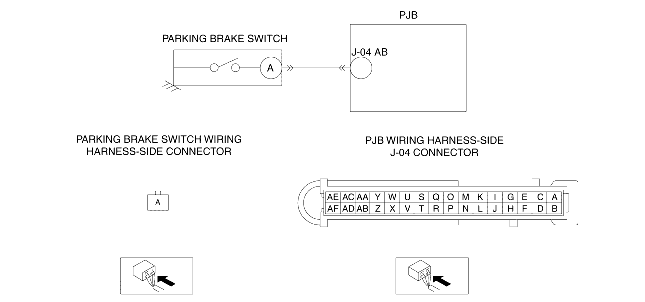 PJB
PARKING BRAKE SWITCH
J-04 AB
A
PARKING BRAKE SWITCH WIRING
HARNESS-SIDE CONNECTOR
PJB WIRING HARNESS-SIDE
J-04 CONNECTOR
A
AE AC AA Y W U S Q O M K I G E C A
AF AD AB Z X V T R P N L J H F D B